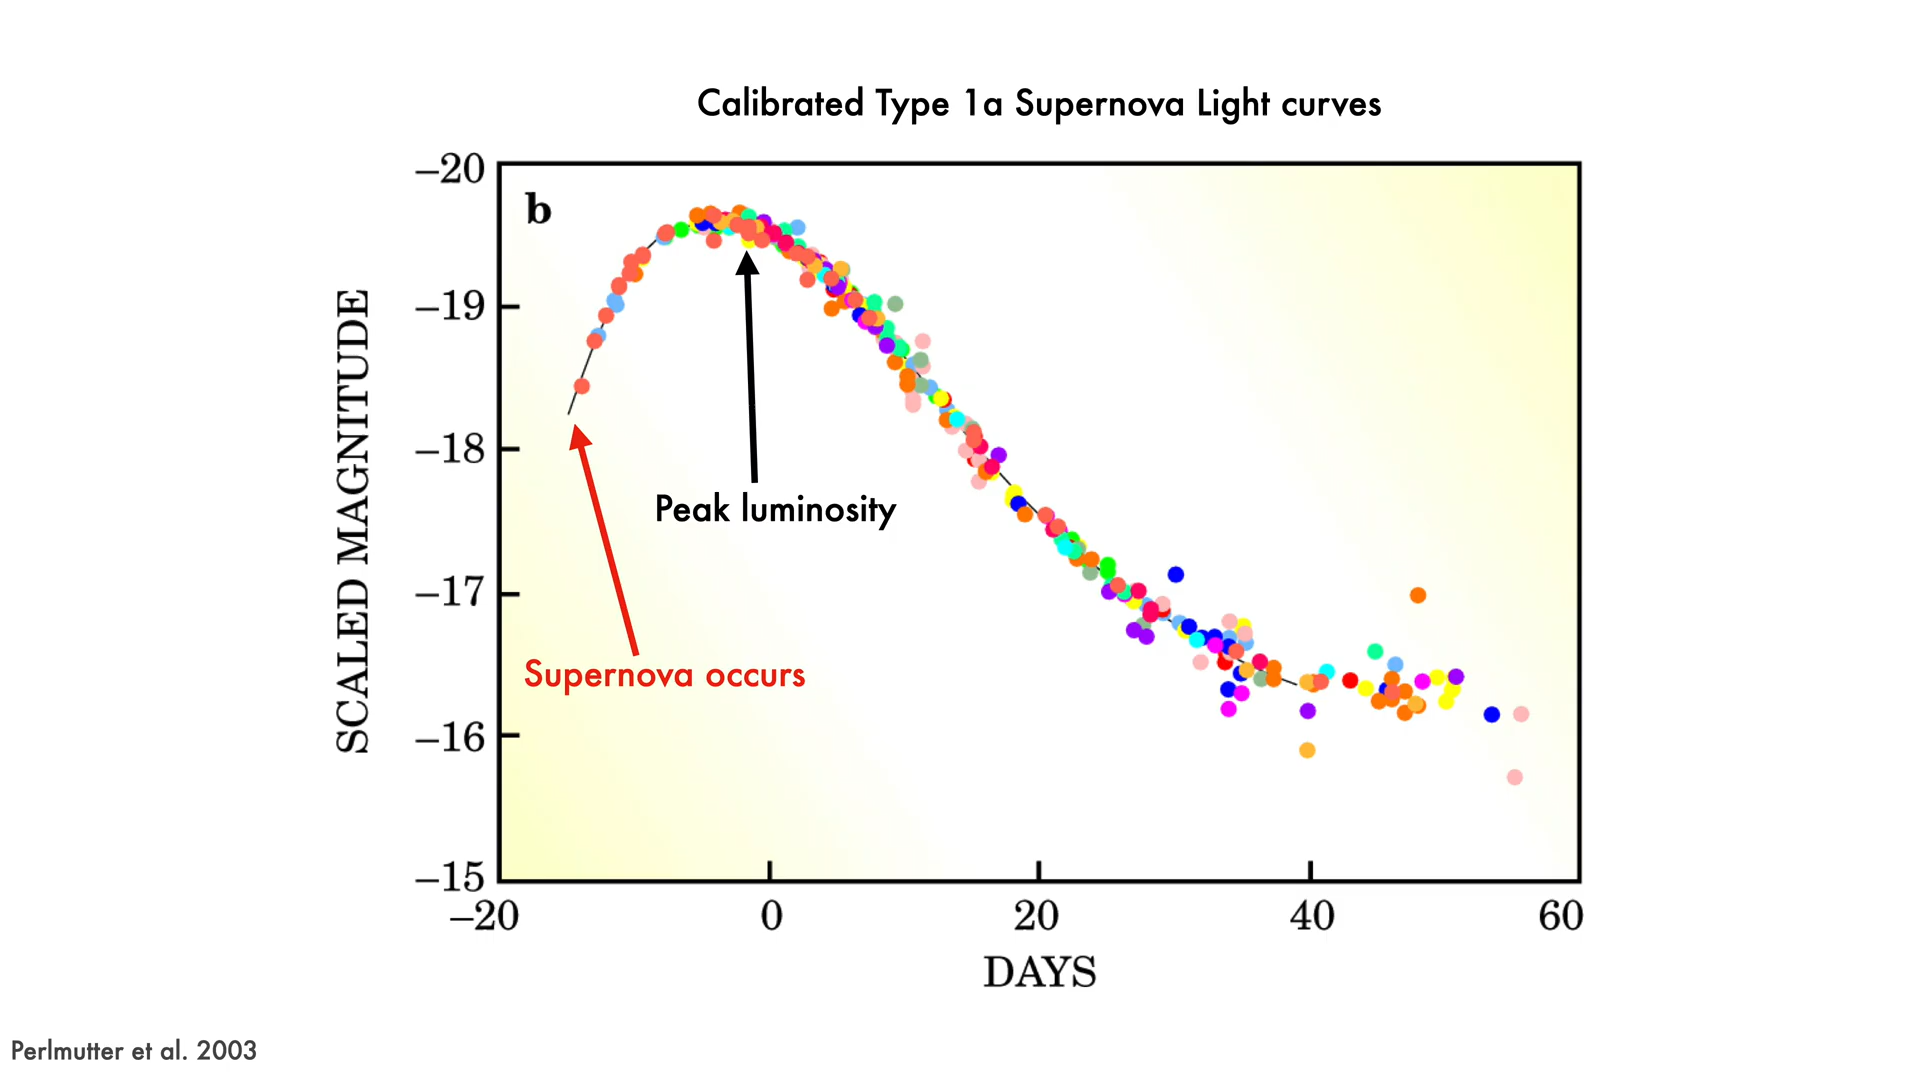 Calibrated Type 1a Supernova Light curves
b
–20
–19
–18
–17
–16
–15
SCALED MAGNITUDE
Peak luminosity
Supernova occurs
–20 0 20 40 60
DAYS
Perlmutter et al. 2003